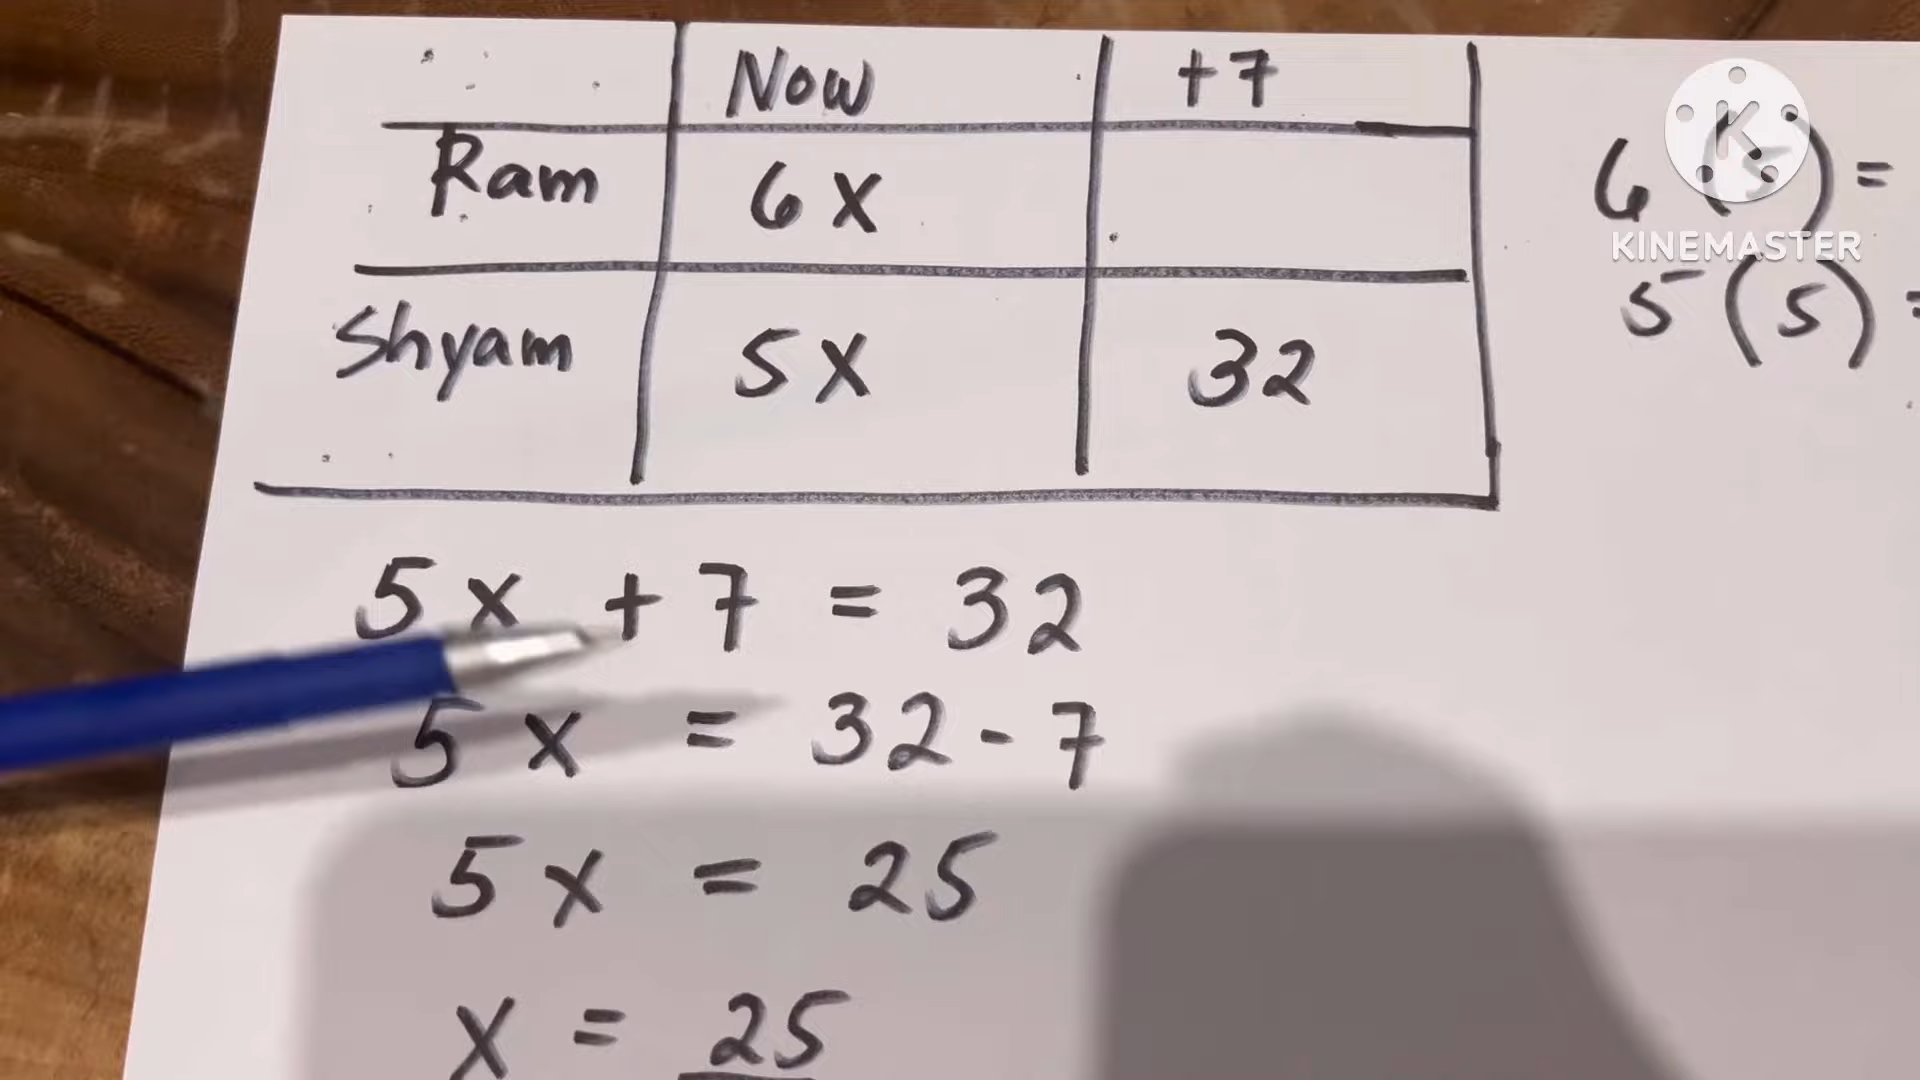 Now +7
Ram 6x
Shyam 5x 32
5x + 7 = 32
5x = 32 - 7
5x = 25
x = 25
6 (5) =
KINEMASTER
5 (5) =